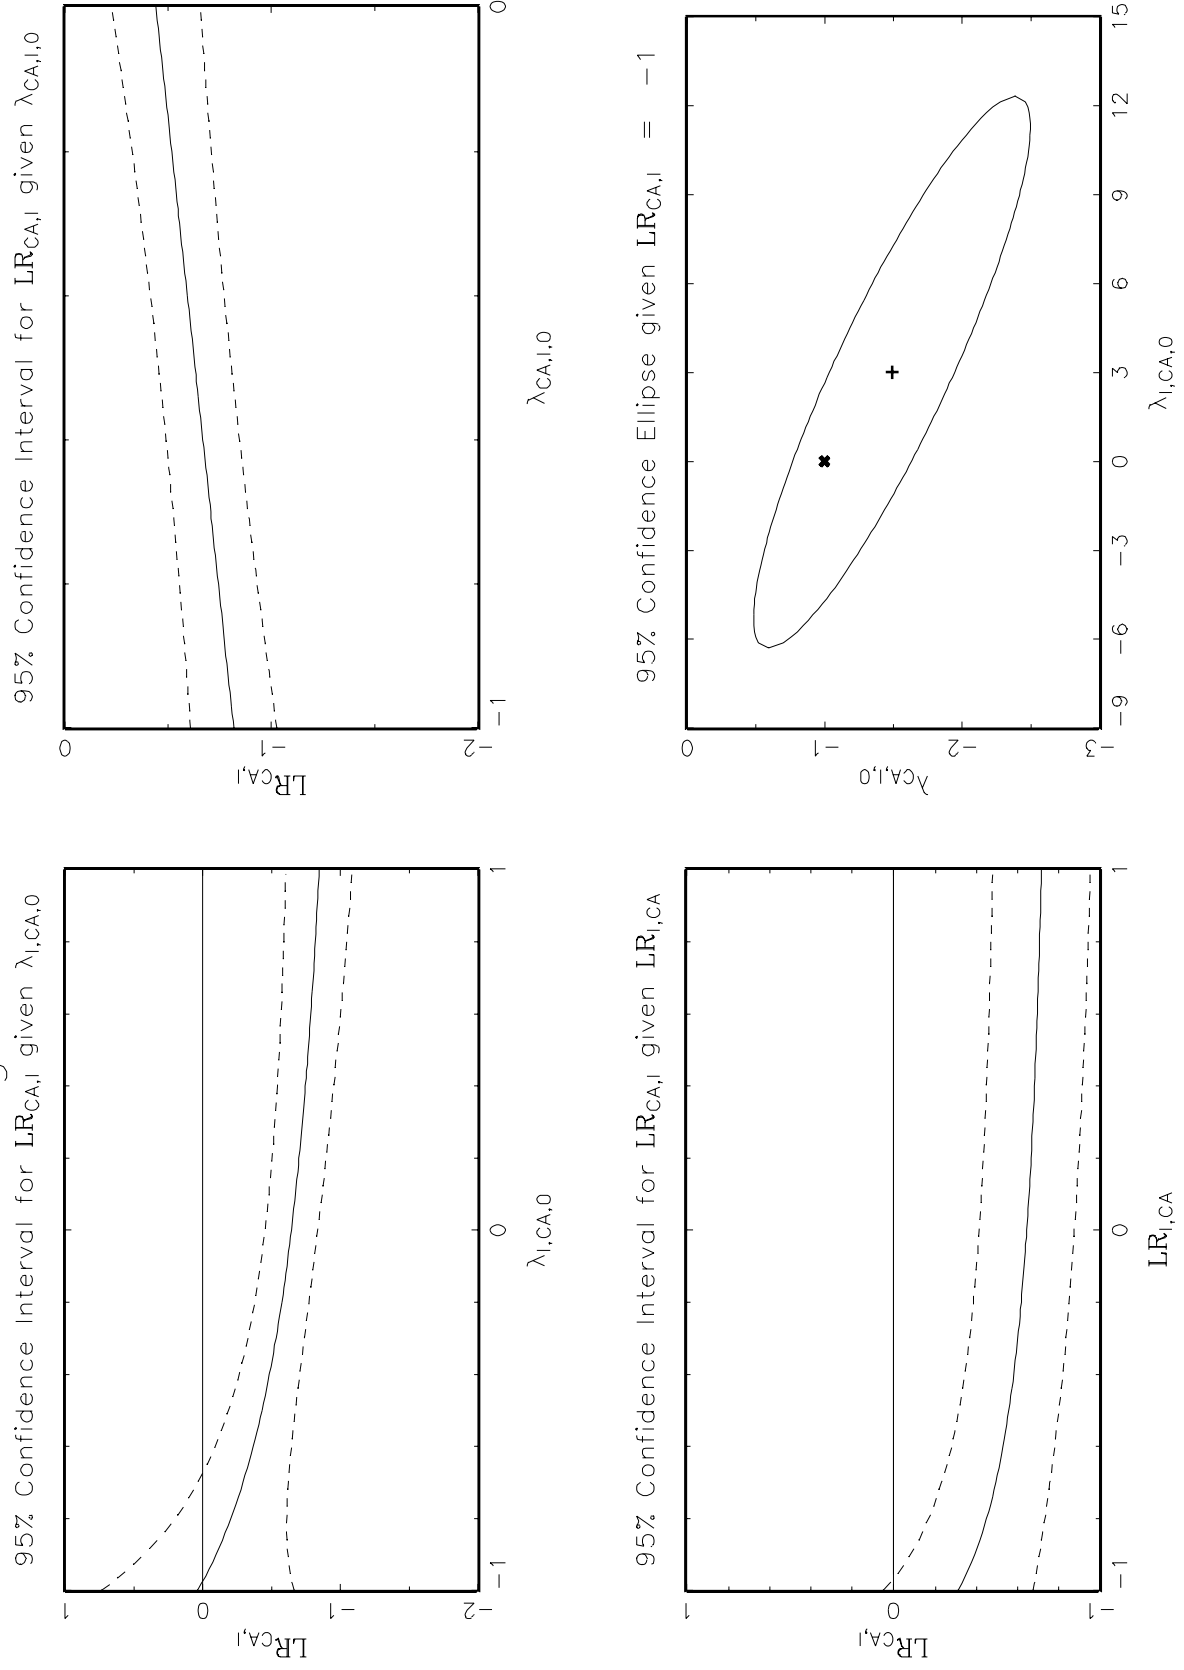 95% Confidence Interval for LR_CA,I given λ_I,CA,0
LR_CA,I
1
0
−1
−2
−1
0
1
λ_I,CA,0
95% Confidence Interval for LR_CA,I given λ_CA,I,0
LR_CA,I
0
−1
−2
−1
0
λ_CA,I,0
95% Confidence Interval for LR_CA,I given LR_I,CA
LR_CA,I
1
0
−1
−1
0
1
LR_I,CA
95% Confidence Ellipse given LR_CA,I = −1
λ_CA,I,0
0
−1
−2
−3
−9
−6
−3
0
3
6
9
12
15
λ_I,CA,0